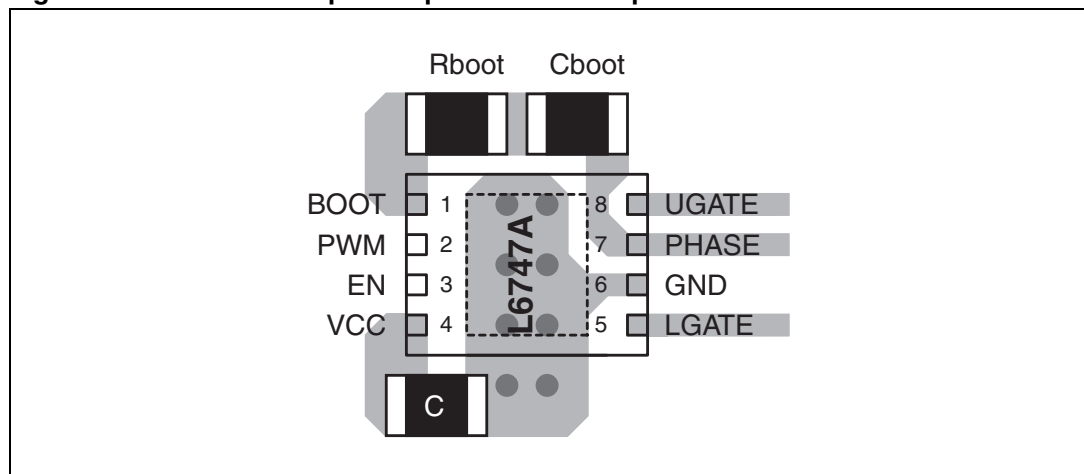 Rboot Cboot
BOOT 1 8 UGATE
PWM 2 7 PHASE
EN 3 6 GND
VCC 4 5 LGATE
L6747A
C